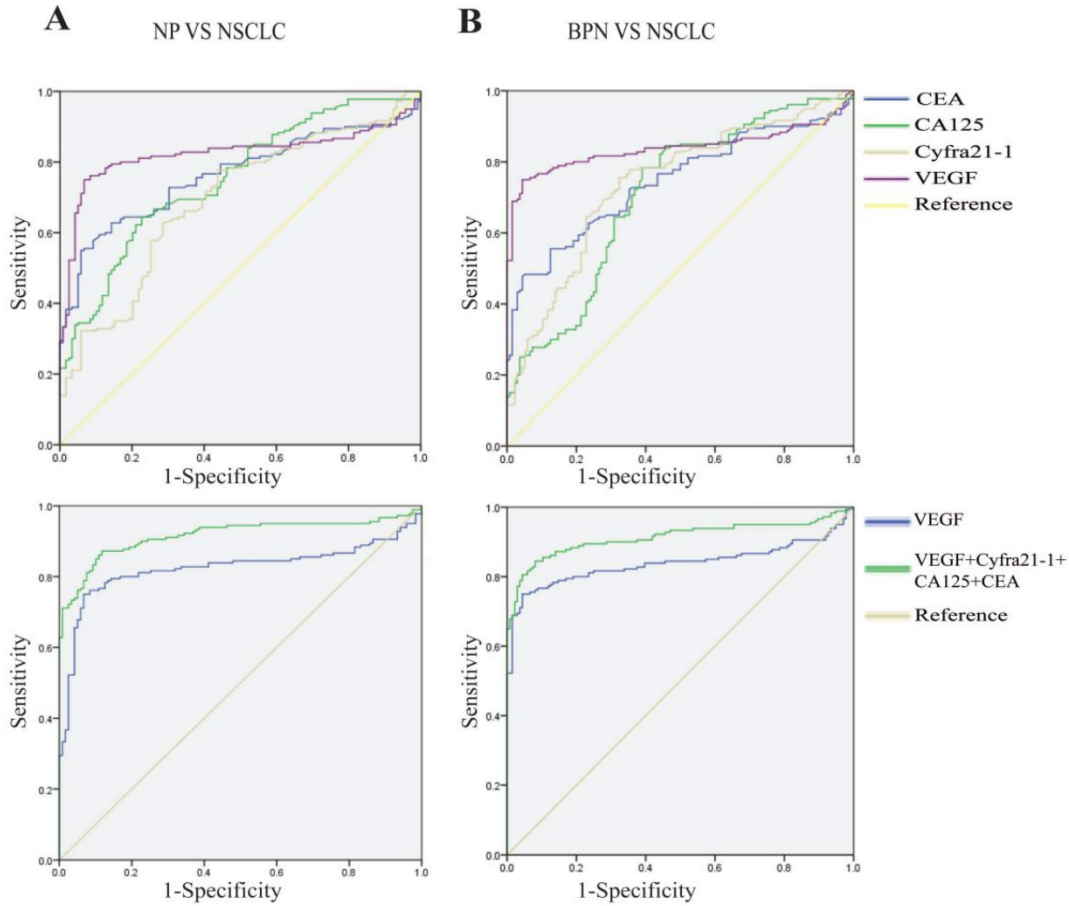 A
NP VS NSCLC
B
BPN VS NSCLC
1.0
0.8
0.6
0.4
0.2
0.0
Sensitivity
0.0 0.2 0.4 0.6 0.8 1.0
1-Specificity
1.0
0.8
0.6
0.4
0.2
0.0
Sensitivity
0.0 0.2 0.4 0.6 0.8 1.0
1-Specificity
CEA
CA125
Cyfra21-1
VEGF
Reference
1.0
0.8
0.6
0.4
0.2
0.0
Sensitivity
0.0 0.2 0.4 0.6 0.8 1.0
1-Specificity
1.0
0.8
0.6
0.4
0.2
0.0
Sensitivity
0.0 0.2 0.4 0.6 0.8 1.0
1-Specificity
VEGF
VEGF+Cyfra21-1+
CA125+CEA
Reference